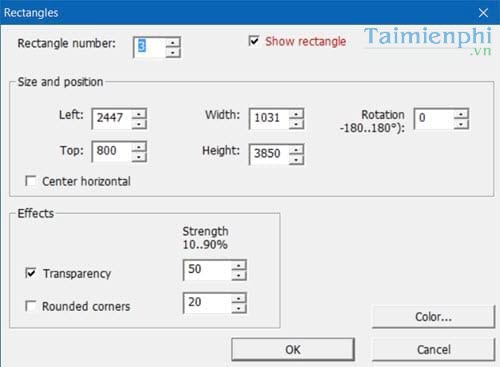 Rectangles
Rectangle number: 3
Show rectangle
Taimienphi
.vn
Size and position
Left: 2447
Width: 1031
Rotation
-180..180°): 0
Top: 800
Height: 3850
Center horizontal
Effects
Strength
10..90%
Transparency 50
Rounded corners 20
Color...
OK
Cancel